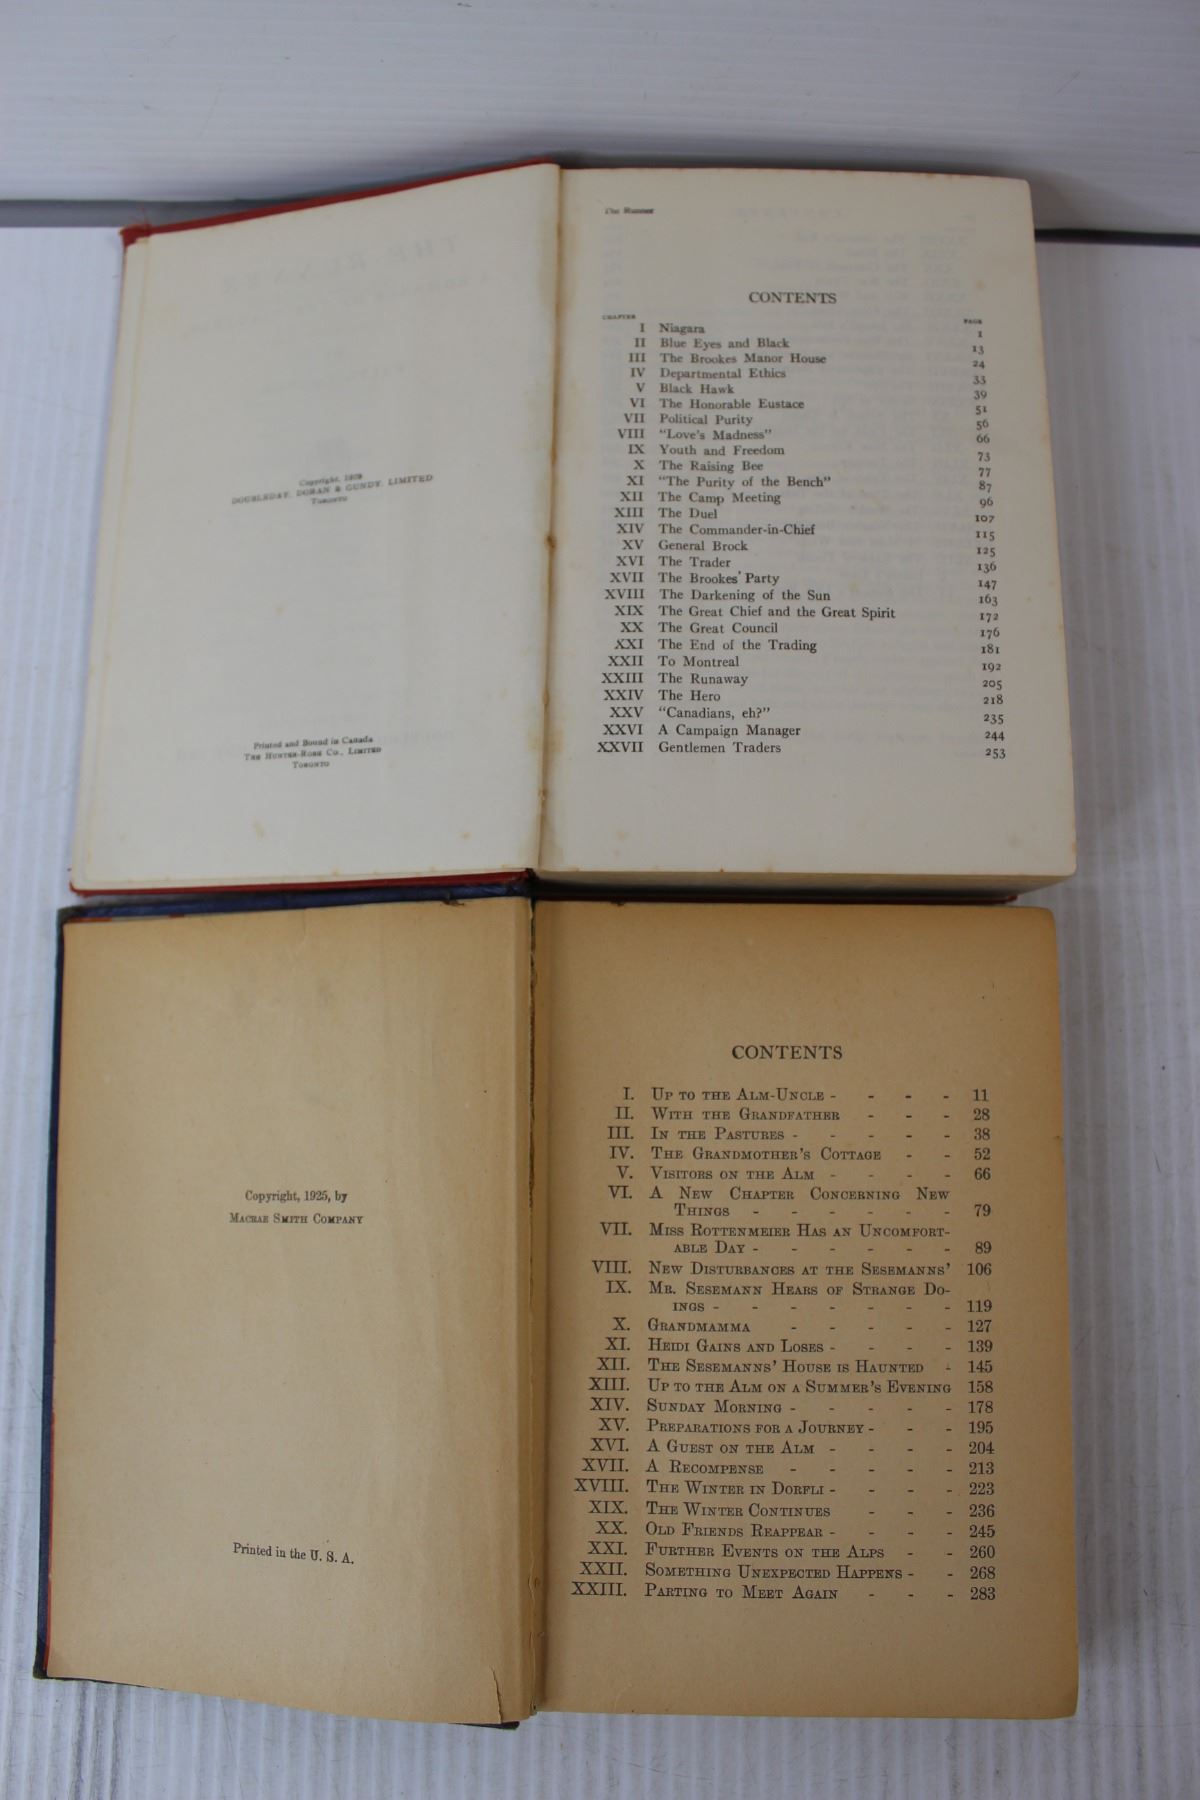 Copyright, 1929
DOUBLEDAY, DORAN & GUNDY, LIMITED
TORONTO
Printed and Bound in Canada
THE HUNTER-ROSE CO., LIMITED
TORONTO
The Runner
CONTENTS
CHAPTER PAGE
I Niagara 1
II Blue Eyes and Black 13
III The Brookes Manor House 24
IV Departmental Ethics 33
V Black Hawk 39
VI The Honorable Eustace 51
VII Political Purity 56
VIII "Love's Madness" 66
IX Youth and Freedom 73
X The Raising Bee 77
XI "The Purity of the Bench" 87
XII The Camp Meeting 96
XIII The Duel 107
XIV The Commander-in-Chief 115
XV General Brock 125
XVI The Trader 136
XVII The Brookes' Party 147
XVIII The Darkening of the Sun 163
XIX The Great Chief and the Great Spirit 172
XX The Great Council 176
XXI The End of the Trading 181
XXII To Montreal 192
XXIII The Runaway 205
XXIV The Hero 218
XXV "Canadians, eh?" 235
XXVI A Campaign Manager 244
XXVII Gentlemen Traders 253
Copyright, 1925, by
MACRAE SMITH COMPANY
Printed in the U. S. A.
CONTENTS
I. UP TO THE ALM-UNCLE - - - - 11
II. WITH THE GRANDFATHER - - - 28
III. IN THE PASTURES - - - - - 38
IV. THE GRANDMOTHER'S COTTAGE - - 52
V. VISITORS ON THE ALM - - - - 66
VI. A NEW CHAPTER CONCERNING NEW
THINGS - - - - - - 79
VII. MISS ROTTENMEIER HAS AN UNCOMFORT-
ABLE DAY - - - - - - 89
VIII. NEW DISTURBANCES AT THE SESEMANNS' 106
IX. MR. SESEMANN HEARS OF STRANGE DO-
INGS - - - - - - - 119
X. GRANDMAMMA - - - - - 127
XI. HEIDI GAINS AND LOSES - - - - 139
XII. THE SESEMANNS' HOUSE IS HAUNTED - 145
XIII. UP TO THE ALM ON A SUMMER'S EVENING 158
XIV. SUNDAY MORNING - - - - - 178
XV. PREPARATIONS FOR A JOURNEY - - - 195
XVI. A GUEST ON THE ALM - - - - 204
XVII. A RECOMPENSE - - - - - 213
XVIII. THE WINTER IN DORFLI - - - - 223
XIX. THE WINTER CONTINUES - - - 236
XX. OLD FRIENDS REAPPEAR - - - - 245
XXI. FURTHER EVENTS ON THE ALPS - - 260
XXII. SOMETHING UNEXPECTED HAPPENS - - 268
XXIII. PARTING TO MEET AGAIN - - - 283